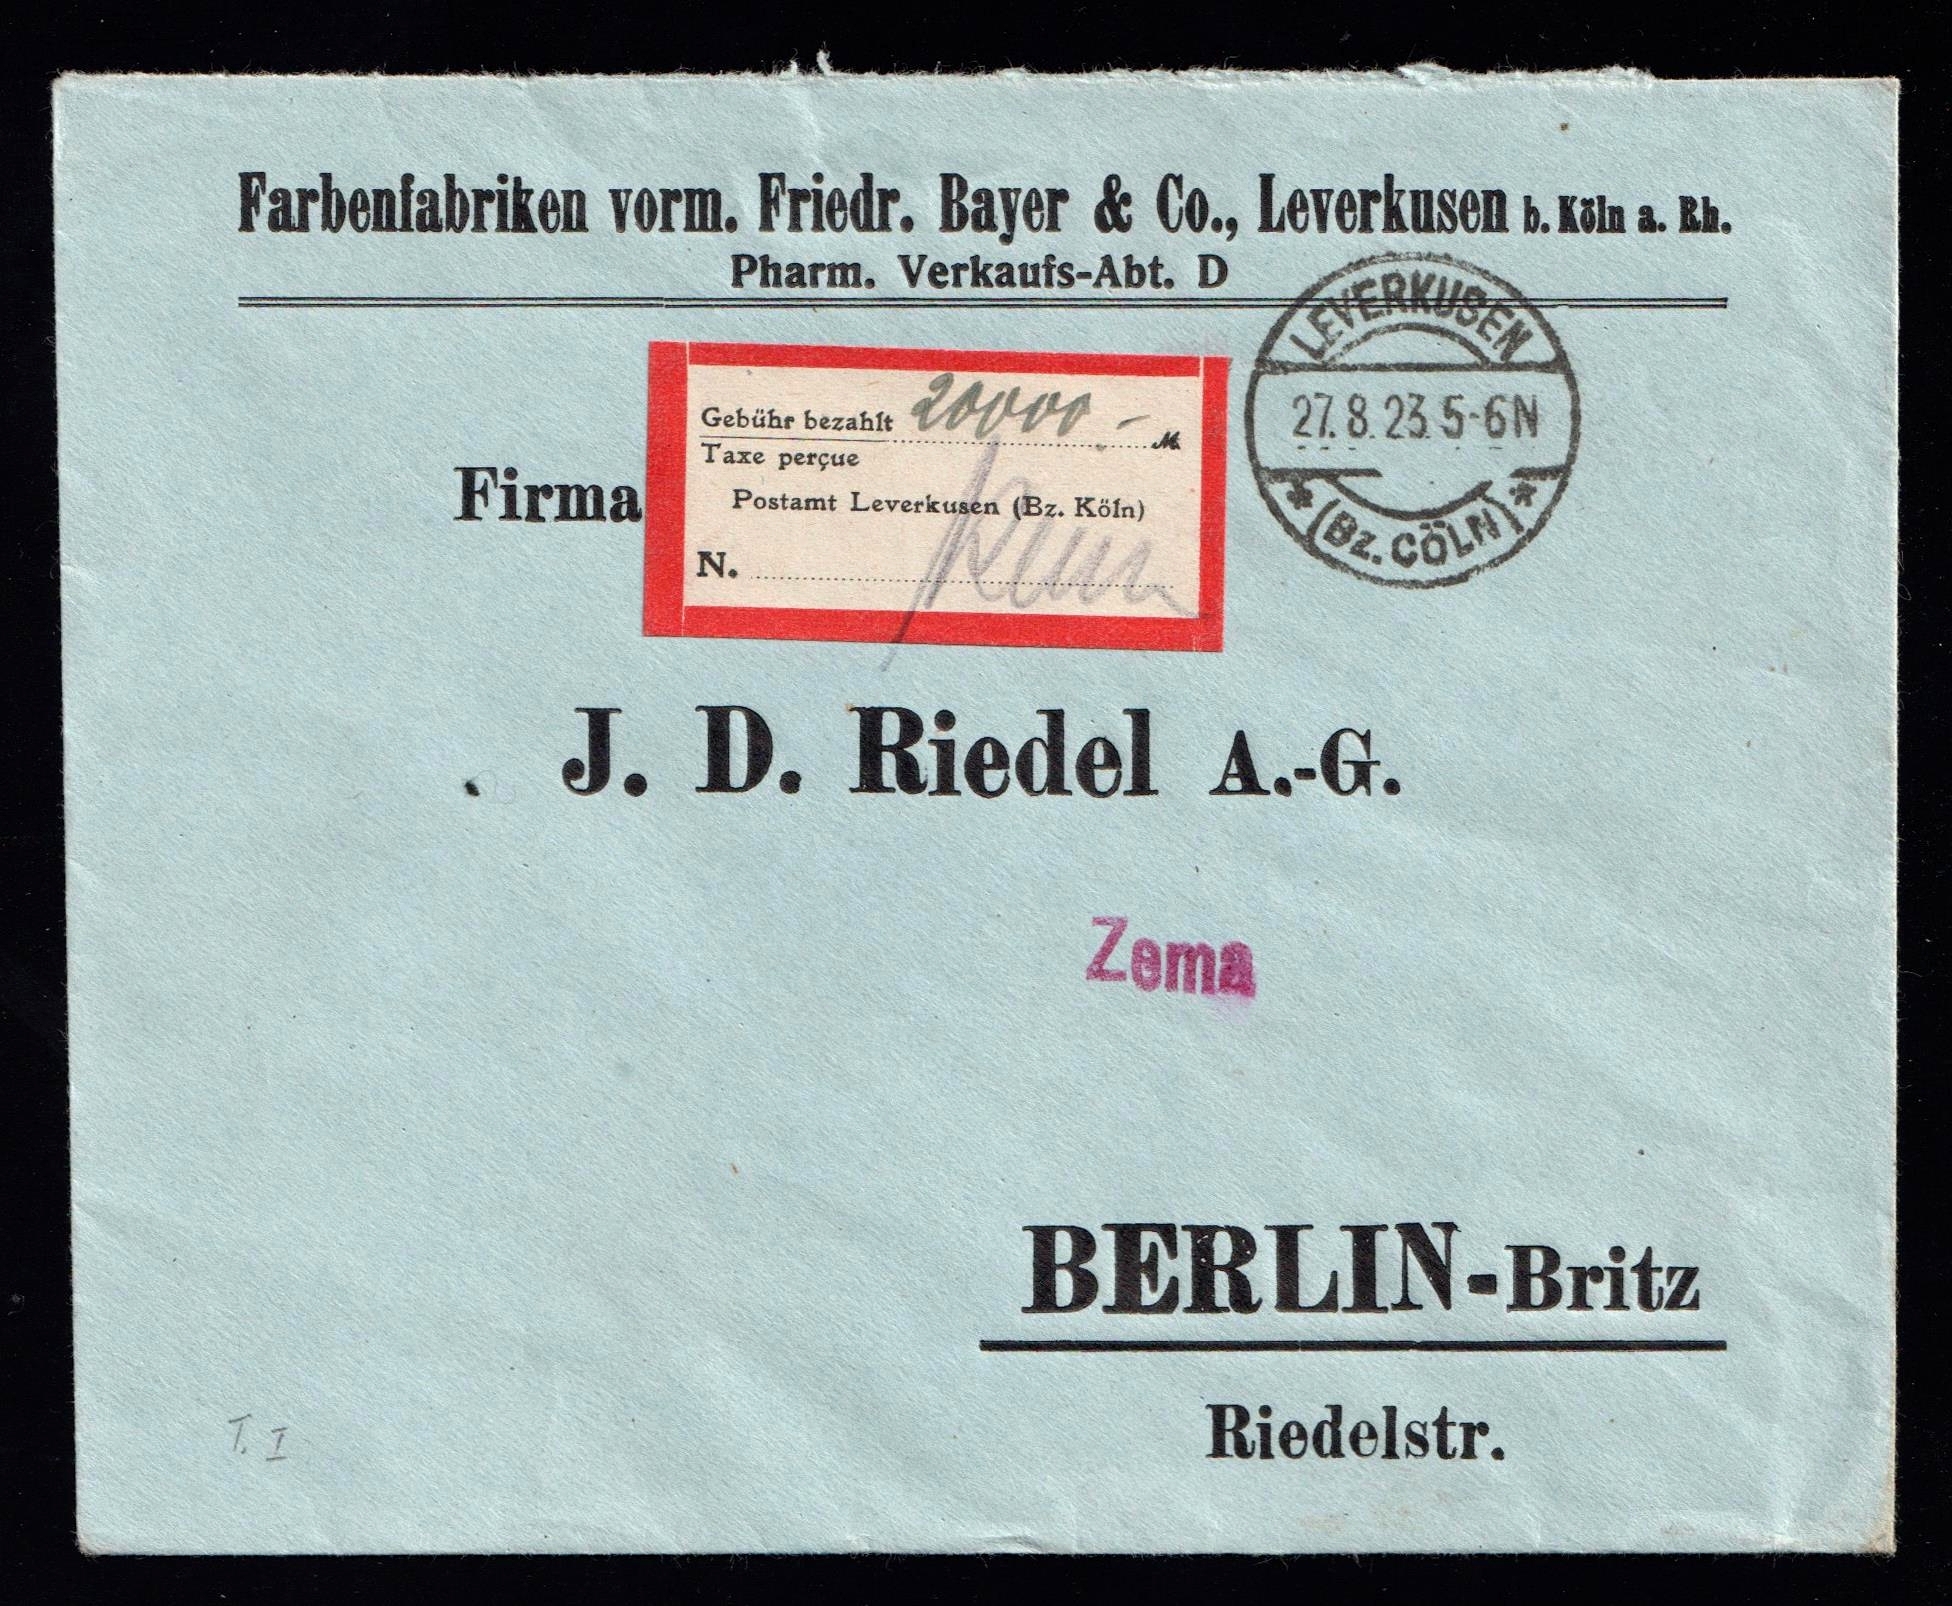 Farbenfabriken vorm. Friedr. Bayer & Co., Leverkusen b. Köln a. Rh.
Pharm. Verkaufs-Abt. D
LEVERKUSEN
27.8.23.5-6N
* (Bz. CÖLN) *
Gebühr bezahlt 20000.- M
Taxe perçue
Postamt Leverkusen (Bz. Köln)
N.
Firma
J. D. Riedel A.-G.
Zema
BERLIN-Britz
Riedelstr.
T. I